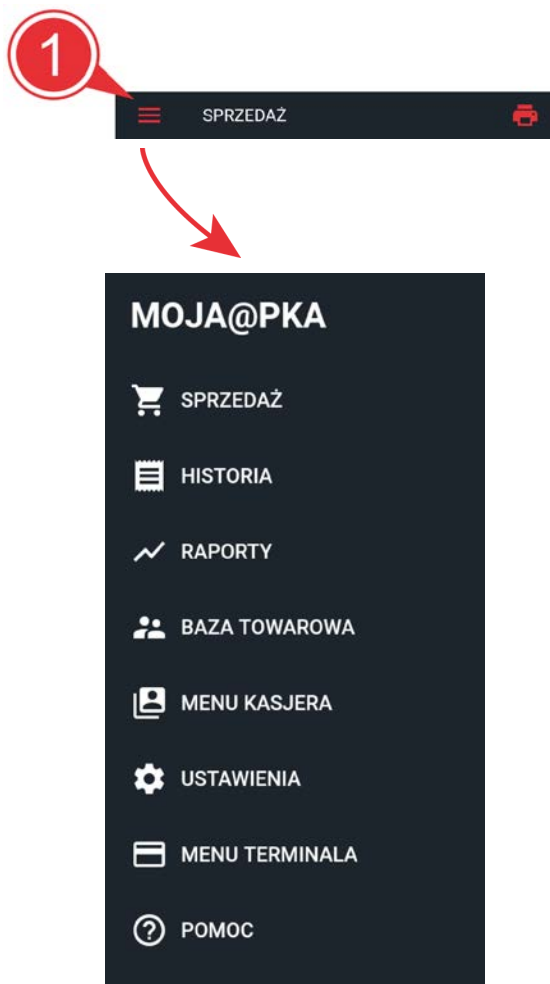 1
SPRZEDAŻ
MOJA@PKA
SPRZEDAŻ
HISTORIA
RAPORTY
BAZA TOWAROWA
MENU KASJERA
USTAWIENIA
MENU TERMINALA
POMOC